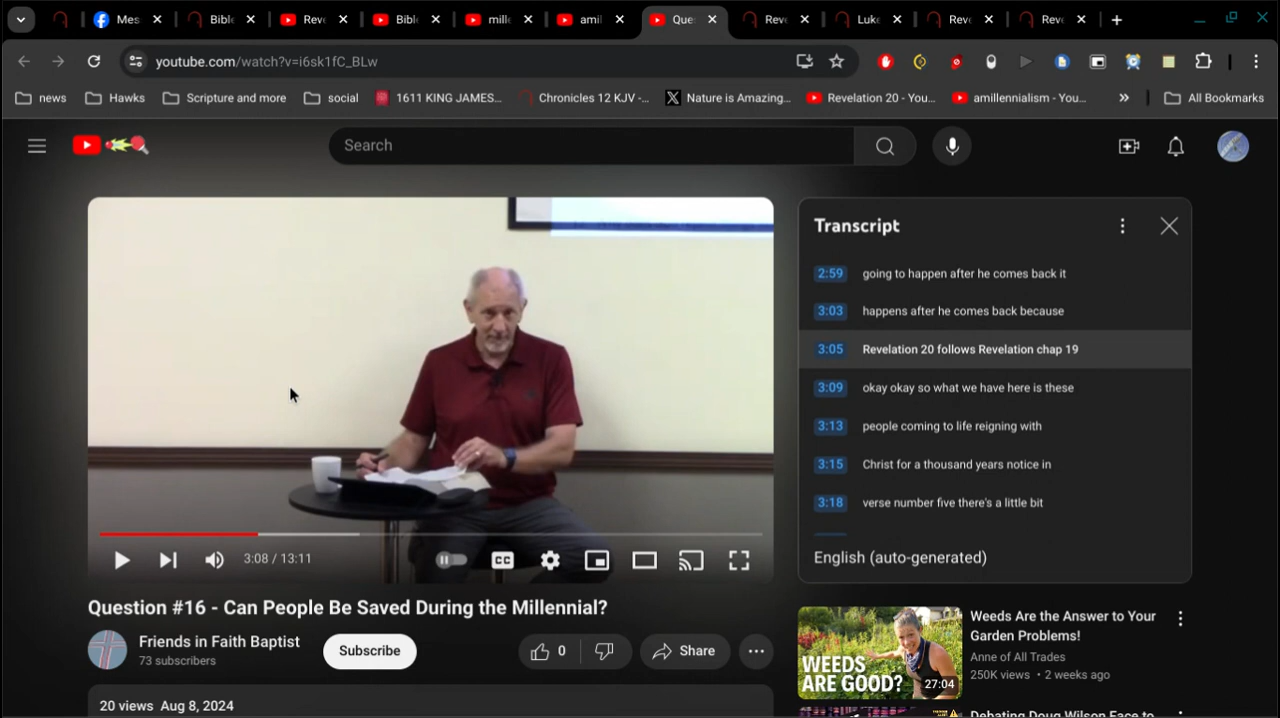 Mes
Bible
Reve
Bibl
mille
amil
Que
Reve
Luke
Reve
Reve
youtube.com/watch?v=i6sk1fC_BLw
news
Hawks
Scripture and more
social
1611 KING JAMES...
Chronicles 12 KJV -...
Nature is Amazing...
Revelation 20 - You...
amillennialism - You...
All Bookmarks
Search
Transcript
2:59 going to happen after he comes back it
3:03 happens after he comes back because
3:05 Revelation 20 follows Revelation chap 19
3:09 okay okay so what we have here is these
3:13 people coming to life reigning with
3:15 Christ for a thousand years notice in
3:18 verse number five there's a little bit
English (auto-generated)
3:08 / 13:11
CC
Question #16 - Can People Be Saved During the Millennial?
Friends in Faith Baptist
73 subscribers
Subscribe
0
Share
20 views Aug 8, 2024
WEEDS
ARE GOOD?
27:04
Weeds Are the Answer to Your
Garden Problems!
Anne of All Trades
250K views • 2 weeks ago
Debating Doug Wilson Face to